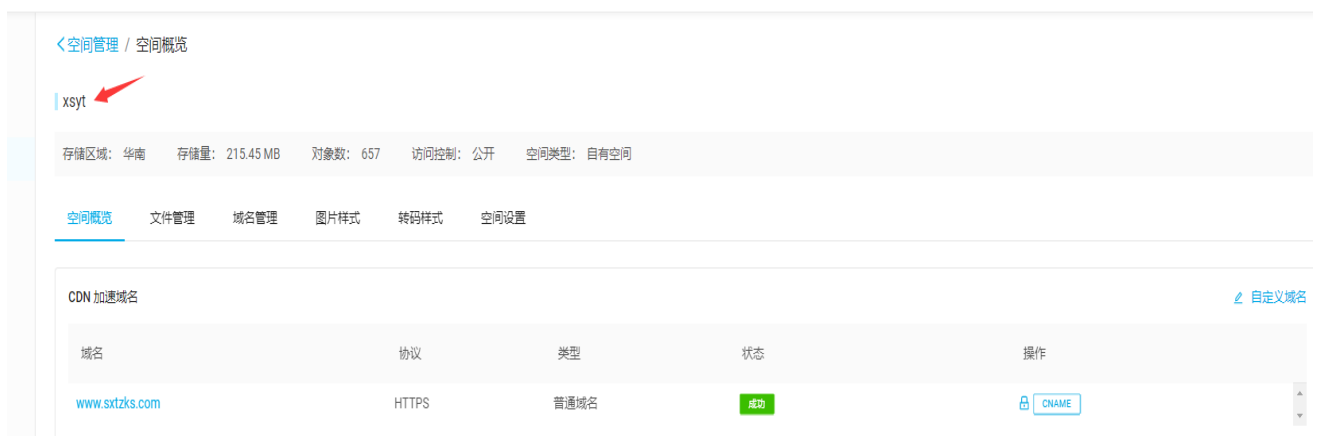 空间管理 / 空间概览
xsyt
存储区域： 华南 存储量： 215.45 MB 对象数： 657 访问控制： 公开 空间类型： 自有空间
空间概览 文件管理 域名管理 图片样式 转码样式 空间设置
CDN 加速域名 自定义域名
域名 协议 类型 状态 操作
www.sxtzks.com HTTPS 普通域名 成功 CNAME